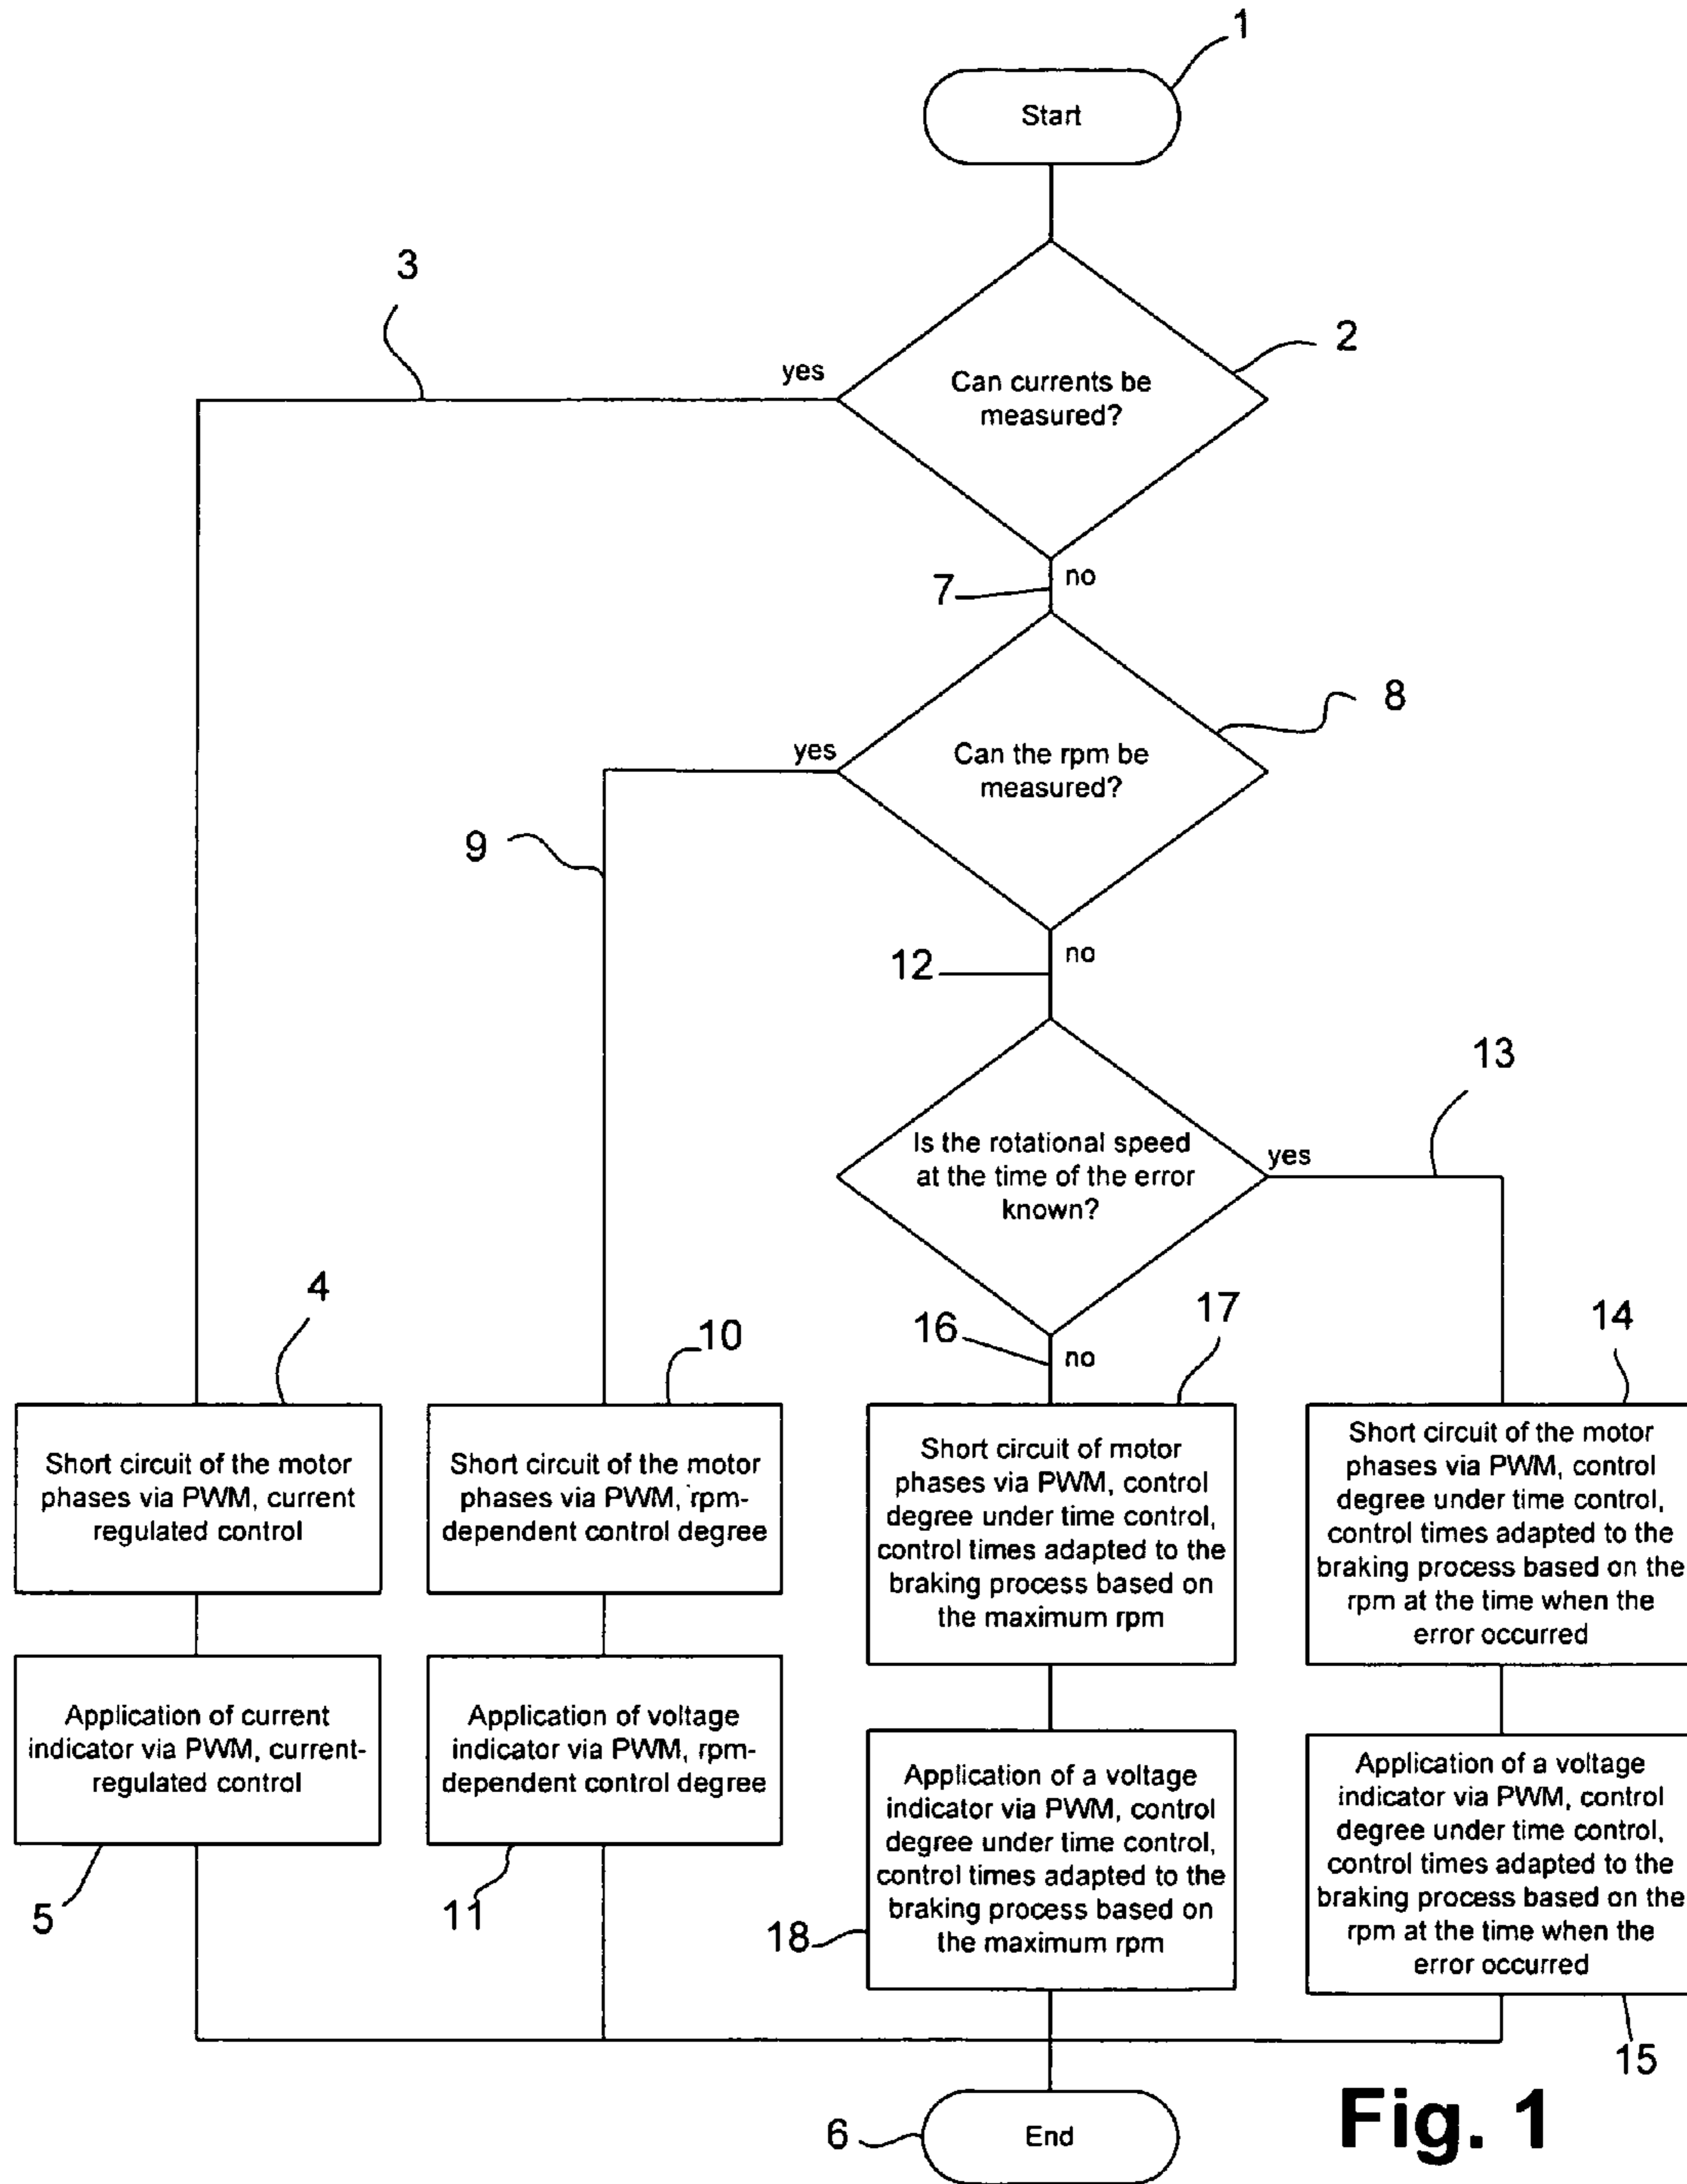 1
Start
3
2
yes
Can currents be
measured?
7
no
8
yes
Can the rpm be
measured?
9
12
no
13
Is the rotational speed
at the time of the error
known?
yes
4
10
16
no
17
14
Short circuit of the motor
phases via PWM, current
regulated control
Short circuit of the motor
phases via PWM, rpm-
dependent control degree
Short circuit of motor
phases via PWM, control
degree under time control,
control times adapted to the
braking process based on
the maximum rpm
Short circuit of the motor
phases via PWM, control
degree under time control,
control times adapted to the
braking process based on the
rpm at the time when the
error occurred
Application of current
indicator via PWM, current-
regulated control
Application of voltage
indicator via PWM, rpm-
dependent control degree
Application of a voltage
indicator via PWM, control
degree under time control,
control times adapted to the
braking process based on
the maximum rpm
Application of a voltage
indicator via PWM, control
degree under time control,
control times adapted to the
braking process based on the
rpm at the time when the
error occurred
5
11
18
15
6
End
Fig. 1